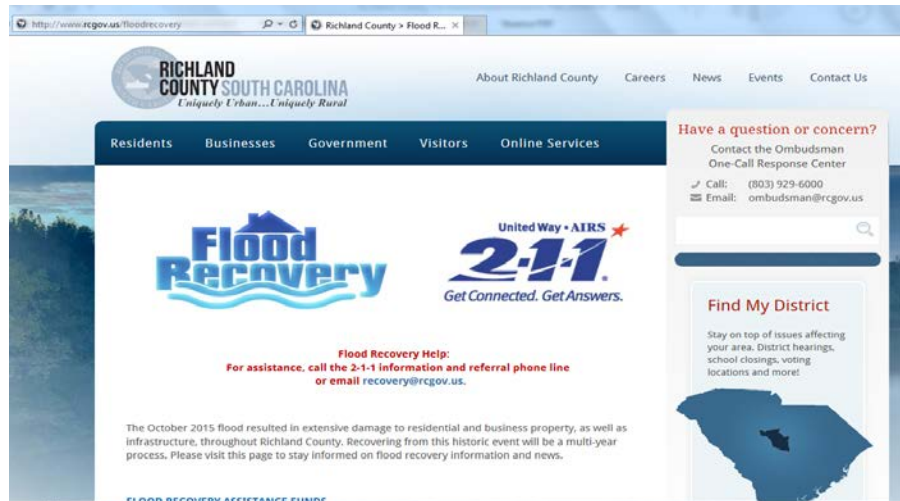 http://www.rcgov.us/floodrecovery
Richland County > Flood R...
RICHLAND
COUNTY SOUTH CAROLINA
Uniquely Urban...Uniquely Rural
About Richland County Careers News Events Contact Us
Residents Businesses Government Visitors Online Services
Have a question or concern?
Contact the Ombudsman
One-Call Response Center
Call: (803) 929-6000
Email: ombudsman@rcgov.us
Flood
Recovery
United Way • AIRS
2-1-1®
Get Connected. Get Answers.
Find My District
Stay on top of issues affecting
your area. District hearings,
school closings, voting
locations and more!
Flood Recovery Help:
For assistance, call the 2-1-1 information and referral phone line
or email recovery@rcgov.us.
The October 2015 flood resulted in extensive damage to residential and business property, as well as
infrastructure, throughout Richland County. Recovering from this historic event will be a multi-year
process. Please visit this page to stay informed on flood recovery information and news.
FLOOD RECOVERY ASSISTANCE FUNDS